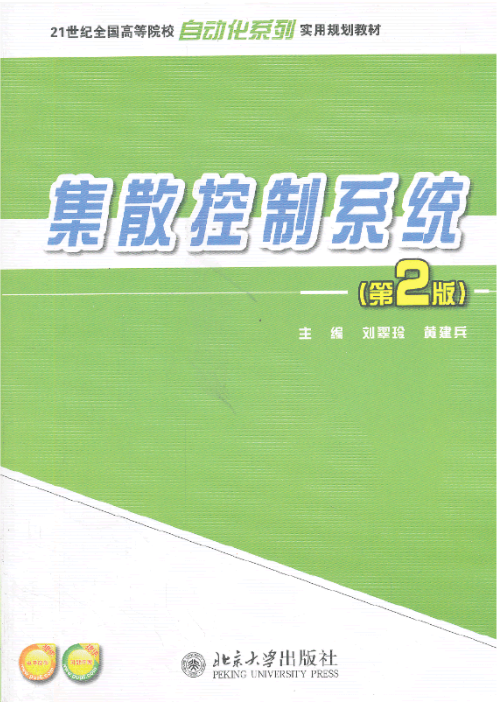 21世纪全国高等院校自动化系列实用规划教材
集散控制系统
(第2版)
主 编 刘翠玲 黄建兵
北京大学出版社
PEKING UNIVERSITY PRESS